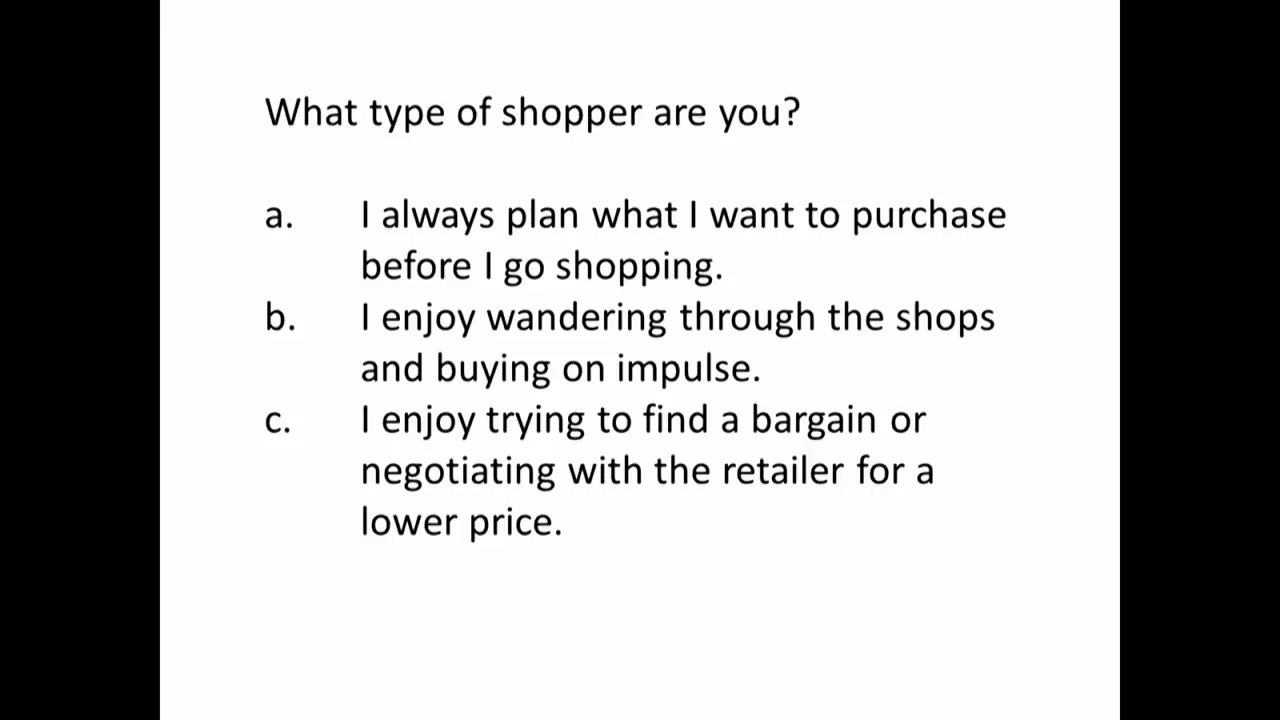 What type of shopper are you?
a. I always plan what I want to purchase
before I go shopping.
b. I enjoy wandering through the shops
and buying on impulse.
c. I enjoy trying to find a bargain or
negotiating with the retailer for a
lower price.